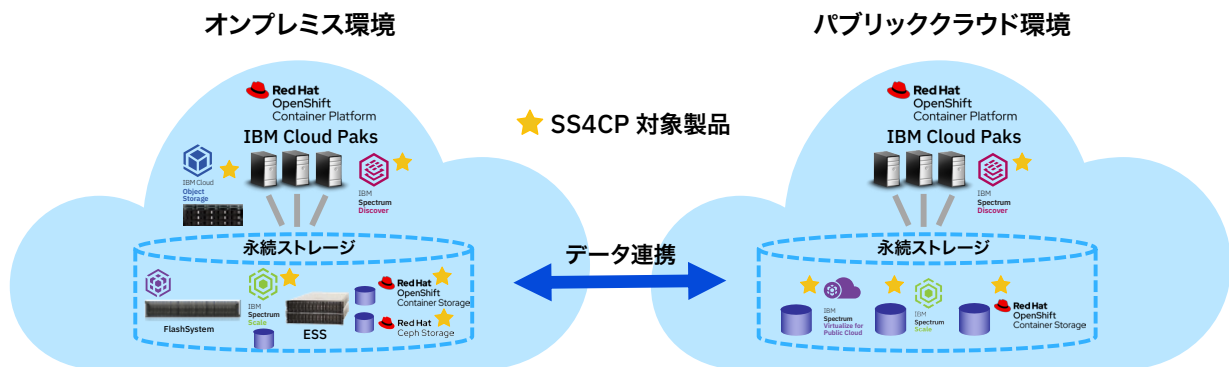 オンプレミス環境
パブリッククラウド環境
Red Hat
OpenShift
Container Platform
IBM Cloud Paks
IBM Cloud
Object
Storage
IBM
Spectrum
Discover
永続ストレージ
FlashSystem
IBM
Spectrum
Scale
ESS
Red Hat
OpenShift
Container Storage
Red Hat
Ceph Storage
SS4CP 対象製品
データ連携
Red Hat
OpenShift
Container Platform
IBM Cloud Paks
IBM
Spectrum
Discover
永続ストレージ
IBM
Spectrum
Virtualize for
Public Cloud
IBM
Spectrum
Scale
Red Hat
OpenShift
Container Storage